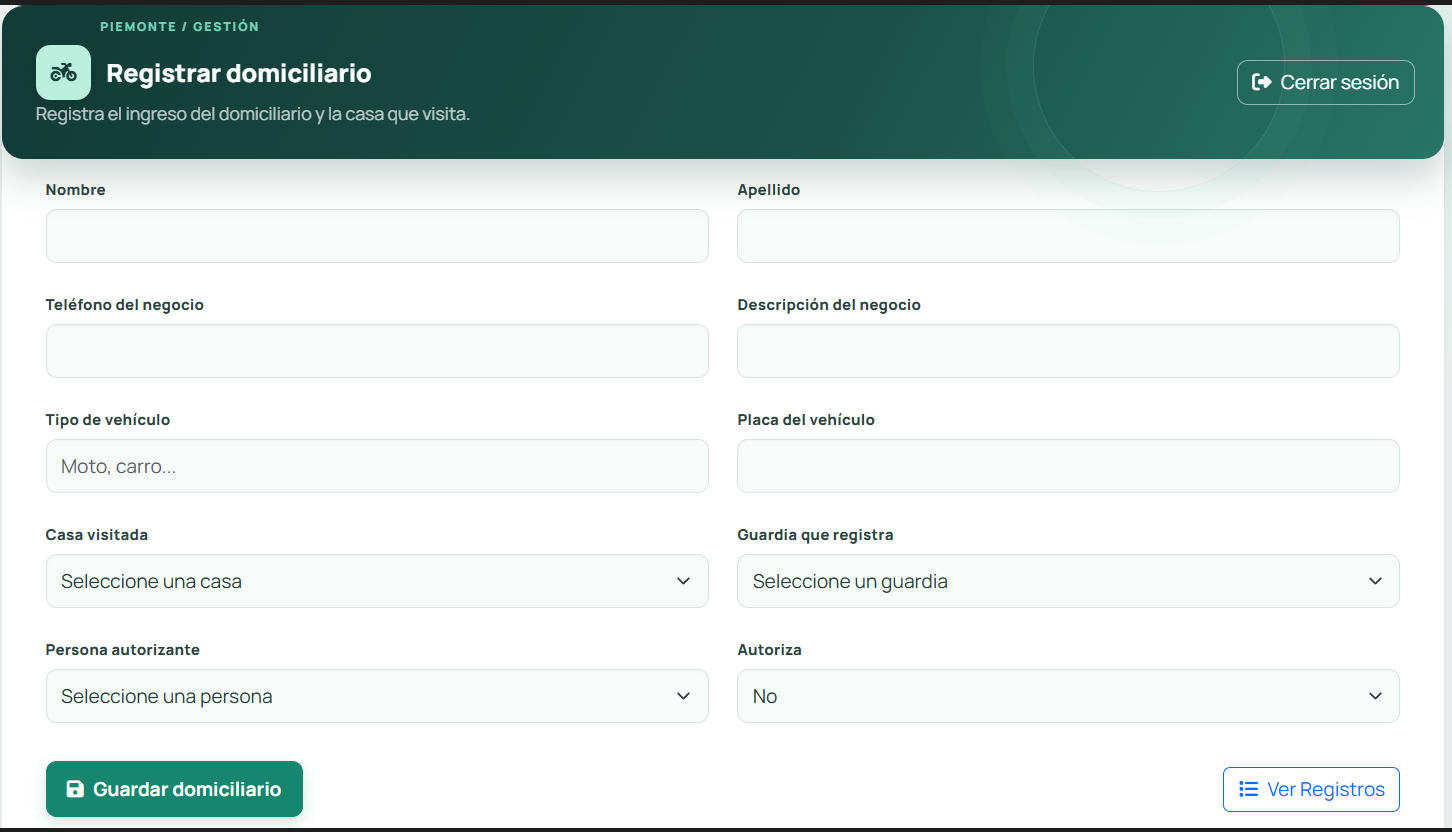 PIEMONTE / GESTIÓN
Registrar domiciliario
Cerrar sesión
Registra el ingreso del domiciliario y la casa que visita.
Nombre
Apellido
Teléfono del negocio
Descripción del negocio
Tipo de vehículo
Placa del vehículo
Moto, carro...
Casa visitada
Guardia que registra
Seleccione una casa
Seleccione un guardia
Persona autorizante
Autoriza
Seleccione una persona
No
Guardar domiciliario
Ver Registros